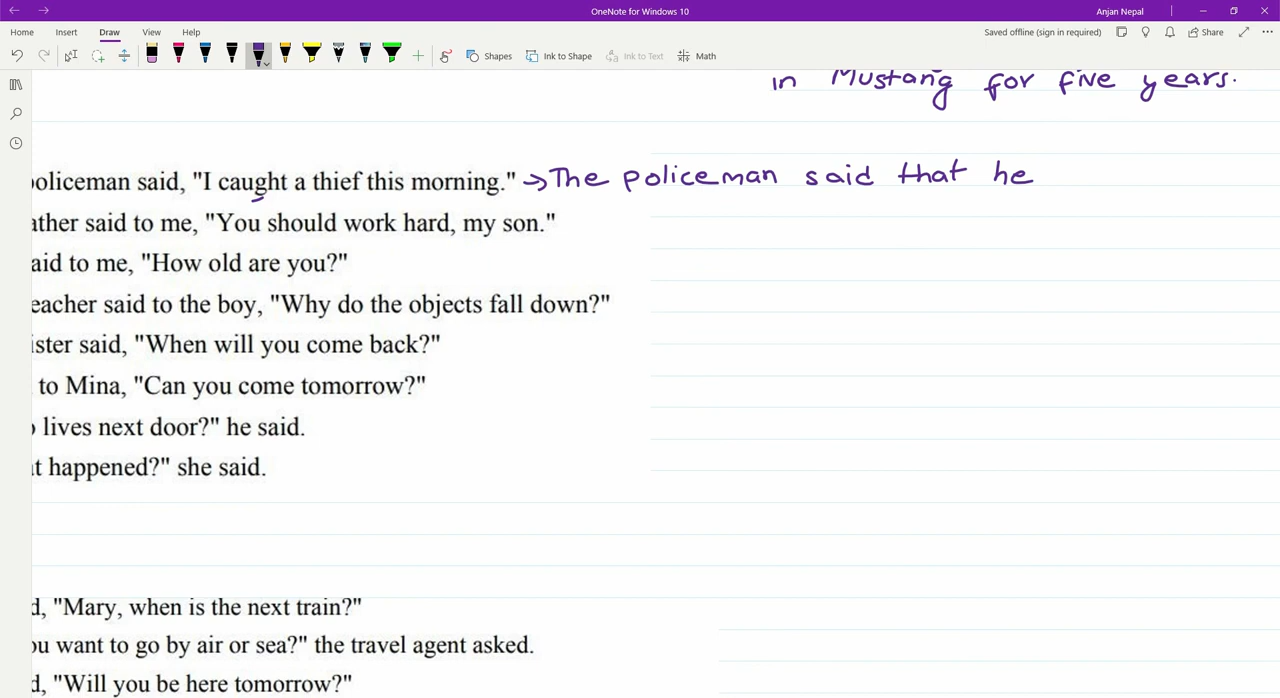 OneNote for Windows 10
Anjan Nepal
Home Insert Draw View Help
Saved offline (sign in required)
Share
Shapes Ink to Shape Ink to Text Math
in Mustang for five years.
policeman said, "I caught a thief this morning." → The policeman said that he
ather said to me, "You should work hard, my son."
aid to me, "How old are you?"
eacher said to the boy, "Why do the objects fall down?"
ister said, "When will you come back?"
to Mina, "Can you come tomorrow?"
lives next door?" he said.
t happened?" she said.
d, "Mary, when is the next train?"
ou want to go by air or sea?" the travel agent asked.
d, "Will you be here tomorrow?"